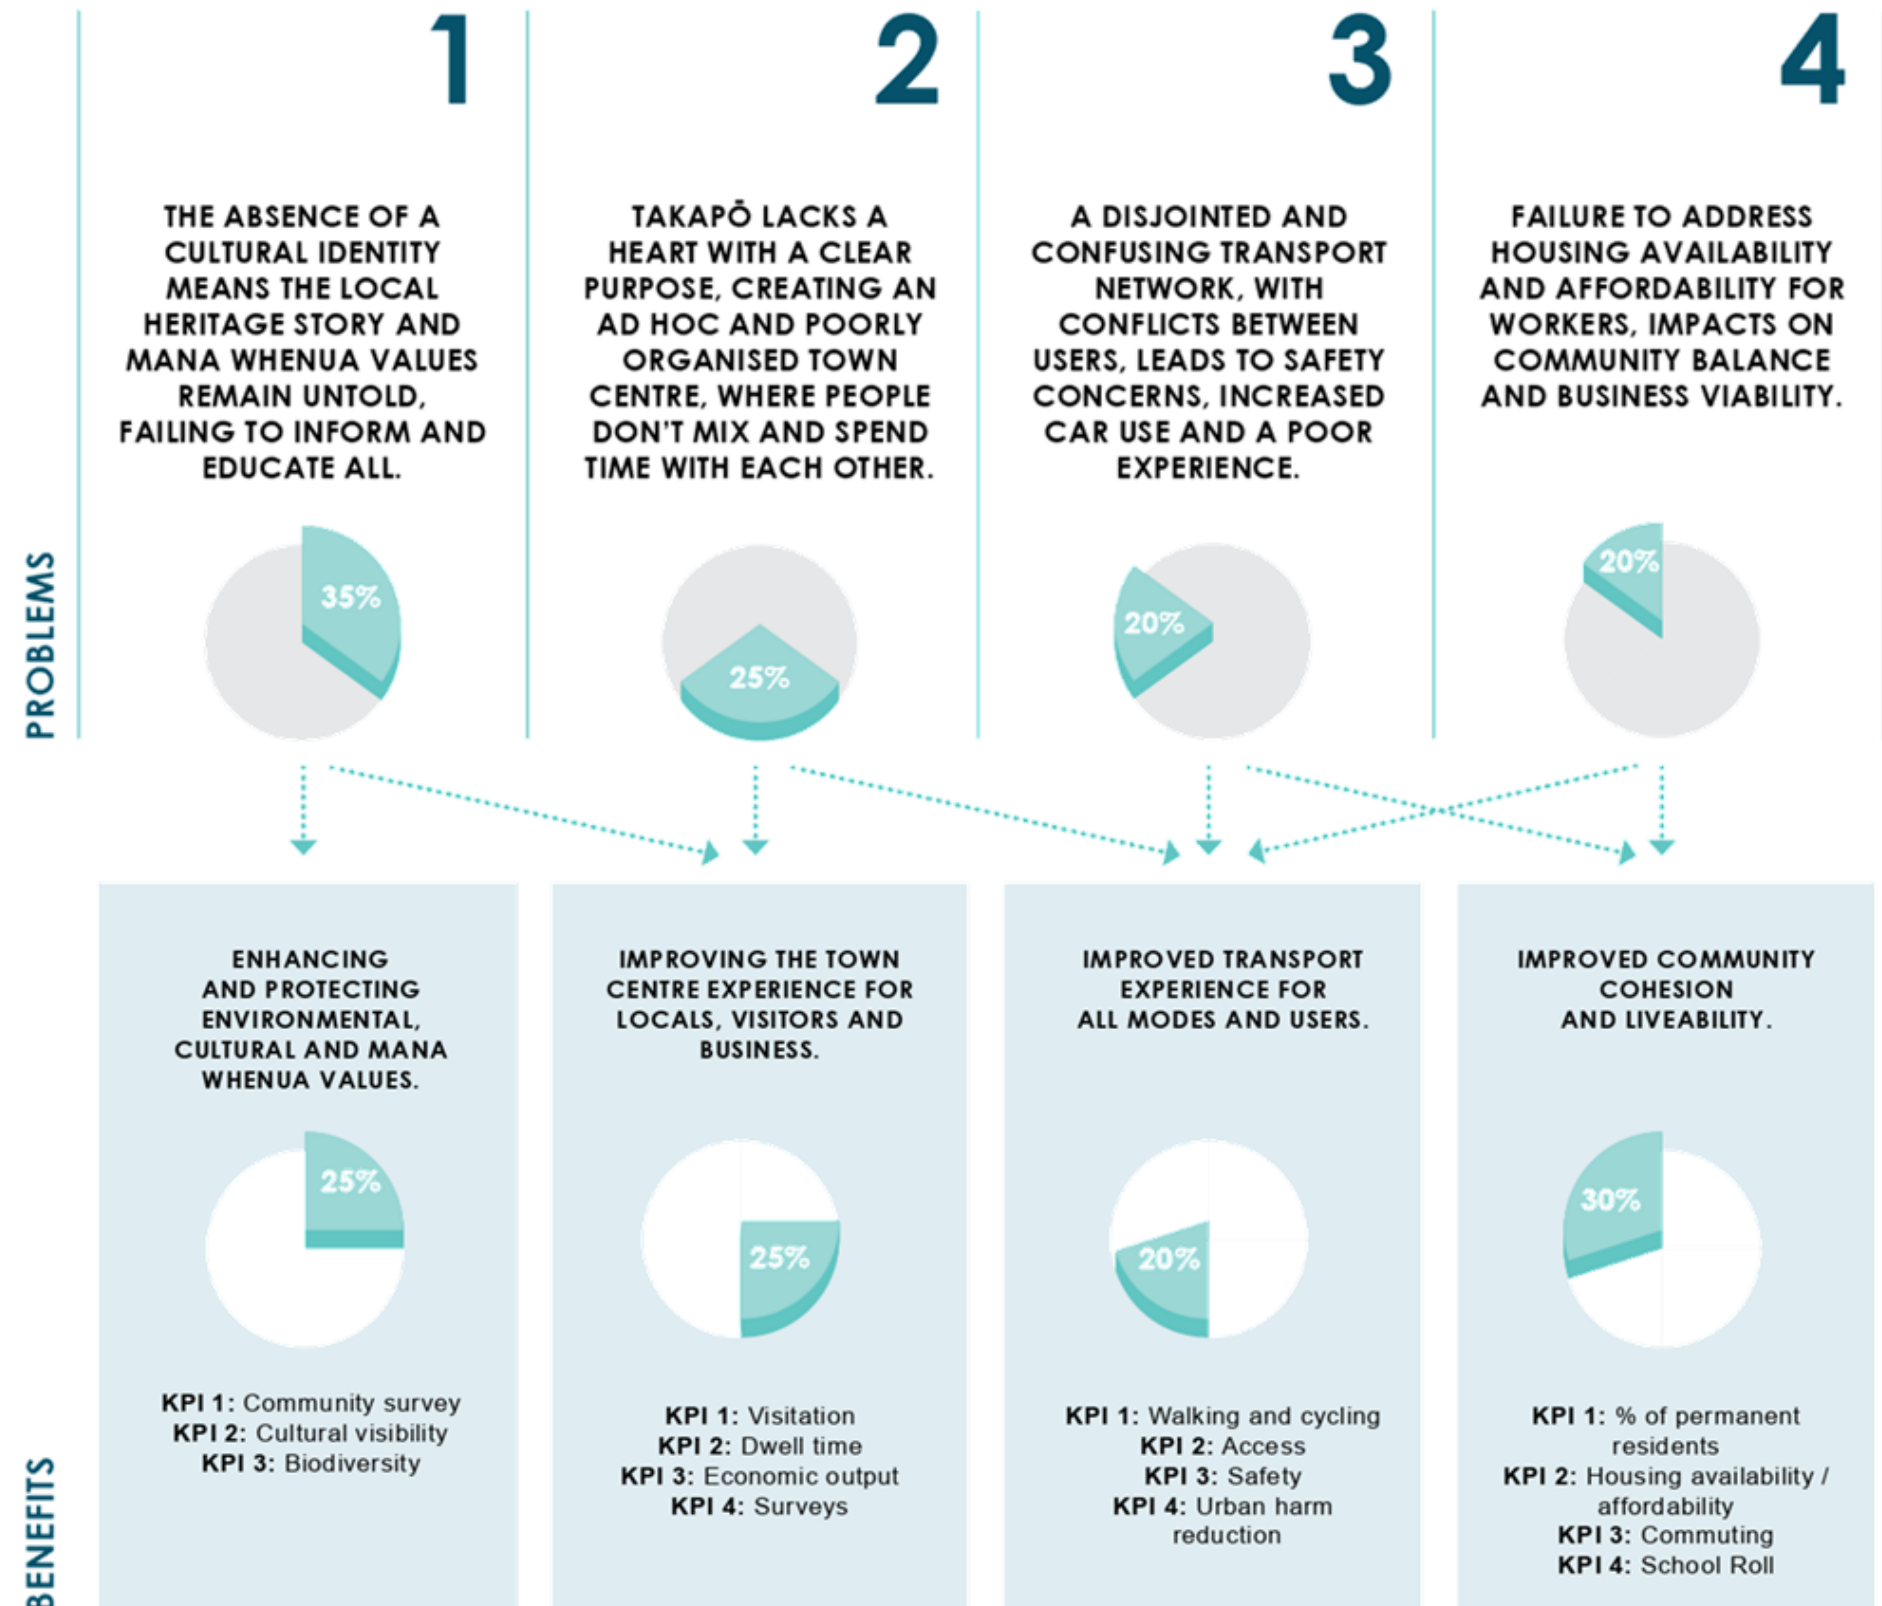 PROBLEMS
1
THE ABSENCE OF A
CULTURAL IDENTITY
MEANS THE LOCAL
HERITAGE STORY AND
MANA WHENUA VALUES
REMAIN UNTOLD,
FAILING TO INFORM AND
EDUCATE ALL.
35%
2
TAKAPŌ LACKS A
HEART WITH A CLEAR
PURPOSE, CREATING AN
AD HOC AND POORLY
ORGANISED TOWN
CENTRE, WHERE PEOPLE
DON'T MIX AND SPEND
TIME WITH EACH OTHER.
25%
3
A DISJOINTED AND
CONFUSING TRANSPORT
NETWORK, WITH
CONFLICTS BETWEEN
USERS, LEADS TO SAFETY
CONCERNS, INCREASED
CAR USE AND A POOR
EXPERIENCE.
20%
4
FAILURE TO ADDRESS
HOUSING AVAILABILITY
AND AFFORDABILITY FOR
WORKERS, IMPACTS ON
COMMUNITY BALANCE
AND BUSINESS VIABILITY.
20%
BENEFITS
ENHANCING
AND PROTECTING
ENVIRONMENTAL,
CULTURAL AND MANA
WHENUA VALUES.
25%
KPI 1: Community survey
KPI 2: Cultural visibility
KPI 3: Biodiversity
IMPROVING THE TOWN
CENTRE EXPERIENCE FOR
LOCALS, VISITORS AND
BUSINESS.
25%
KPI 1: Visitation
KPI 2: Dwell time
KPI 3: Economic output
KPI 4: Surveys
IMPROVED TRANSPORT
EXPERIENCE FOR
ALL MODES AND USERS.
20%
KPI 1: Walking and cycling
KPI 2: Access
KPI 3: Safety
KPI 4: Urban harm
reduction
IMPROVED COMMUNITY
COHESION
AND LIVEABILITY.
30%
KPI 1: % of permanent
residents
KPI 2: Housing availability /
affordability
KPI 3: Commuting
KPI 4: School Roll